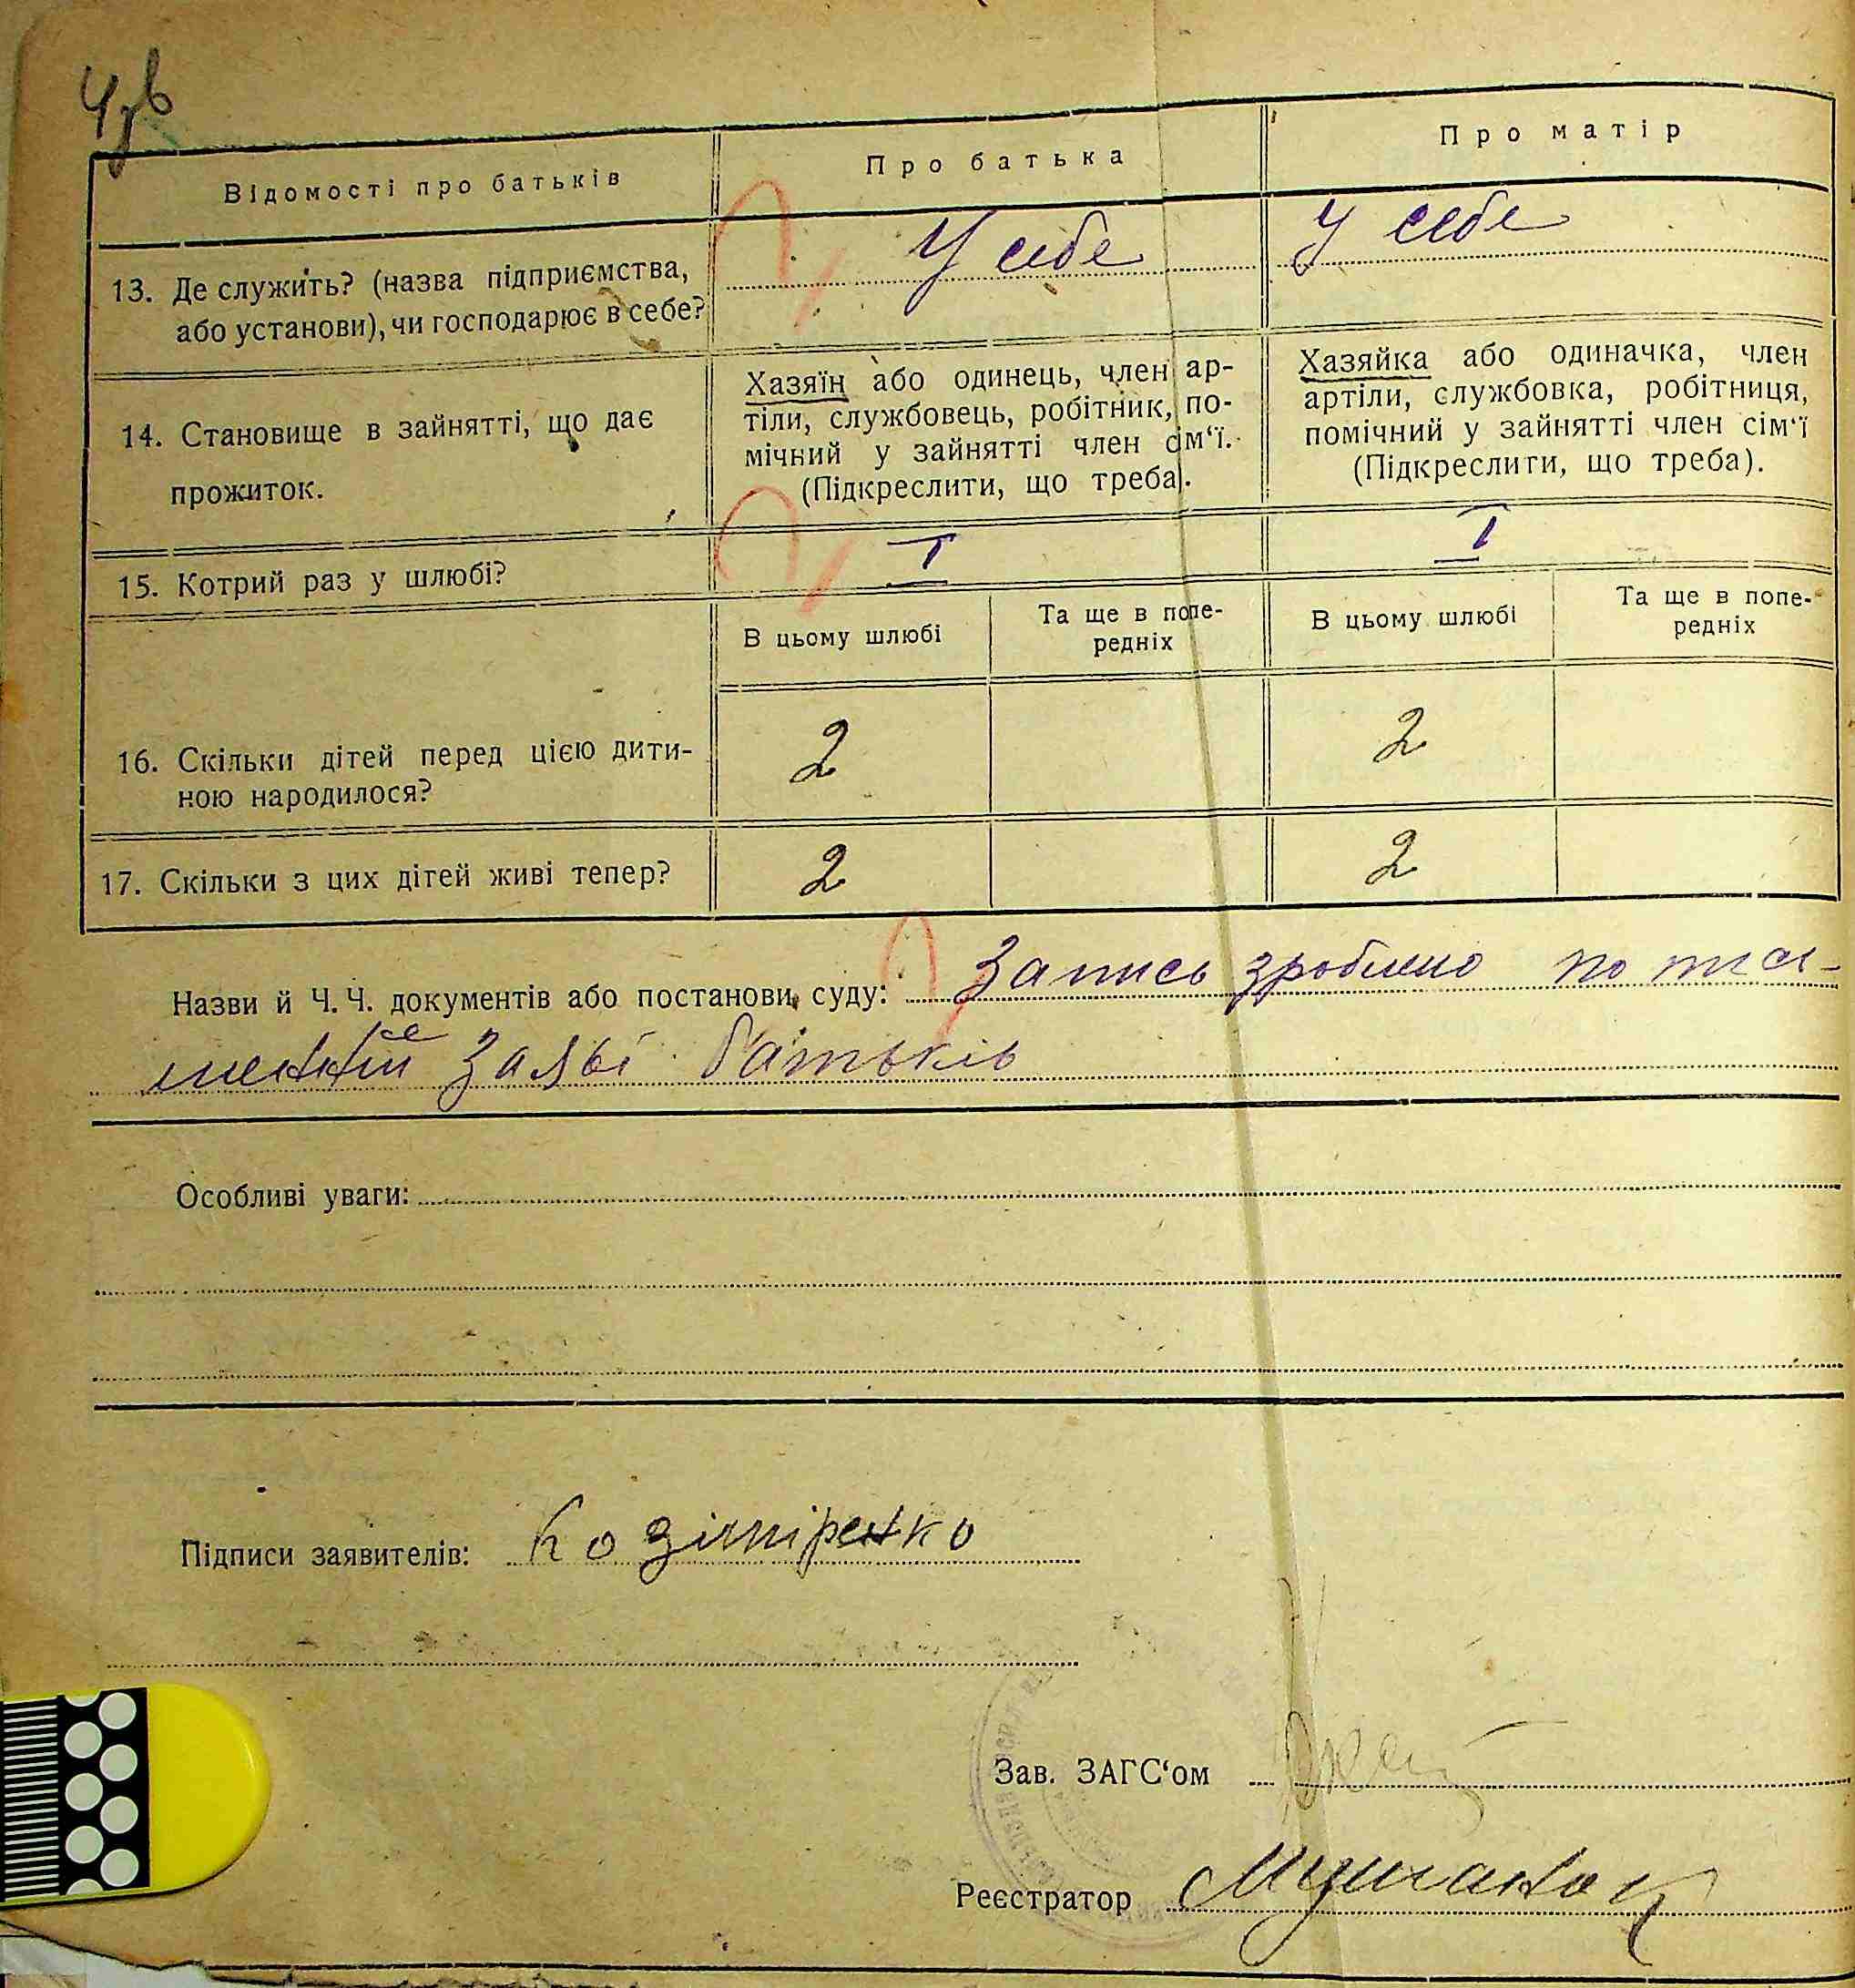 Відомості про батьків
Про батька
Про матір
13. Де служить? (назва підприємства,
або установи), чи господарює в себе?
У себе
У себе
14. Становище в зайнятті, що дає
прожиток.
Хазяїн або одинець, член ар-
тіли, службовець, робітник, по-
мічний у зайнятті член сім‘ї.
(Підкреслити, що треба).
Хазяйка або одиначка, член
артіли, службовка, робітниця,
помічний у зайнятті член сім‘ї
(Підкреслити, що треба).
15. Котрий раз у шлюбі?
I
I
В цьому шлюбі
Та ще в попе-
редніх
В цьому шлюбі
Та ще в попе-
редніх
16. Скільки дітей перед цією дити-
ною народилося?
2
2
17. Скільки з цих дітей живі тепер?
2
2
Назви й Ч. Ч. документів або постанови суду: Запись зроблено по
заяві батьків
Особливі уваги:
Підписи заявителів: Козіміренко
Зав. ЗАГС‘ом
Реєстратор